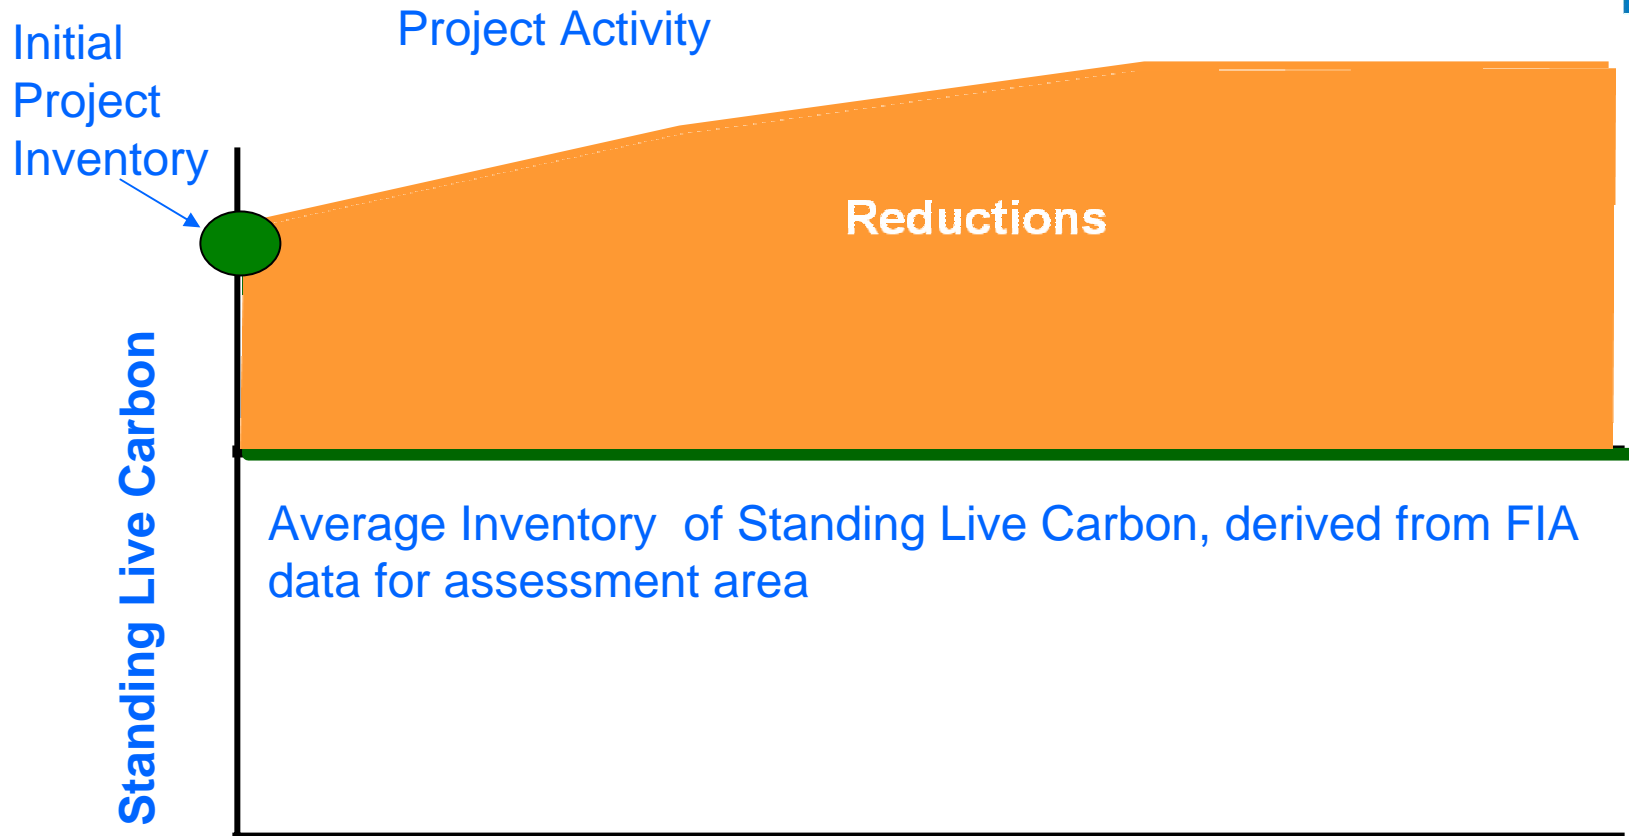 Project Activity
Initial
Project
Inventory
Reductions
Standing Live Carbon
Average Inventory  of Standing Live Carbon, derived from FIA
data for assessment area